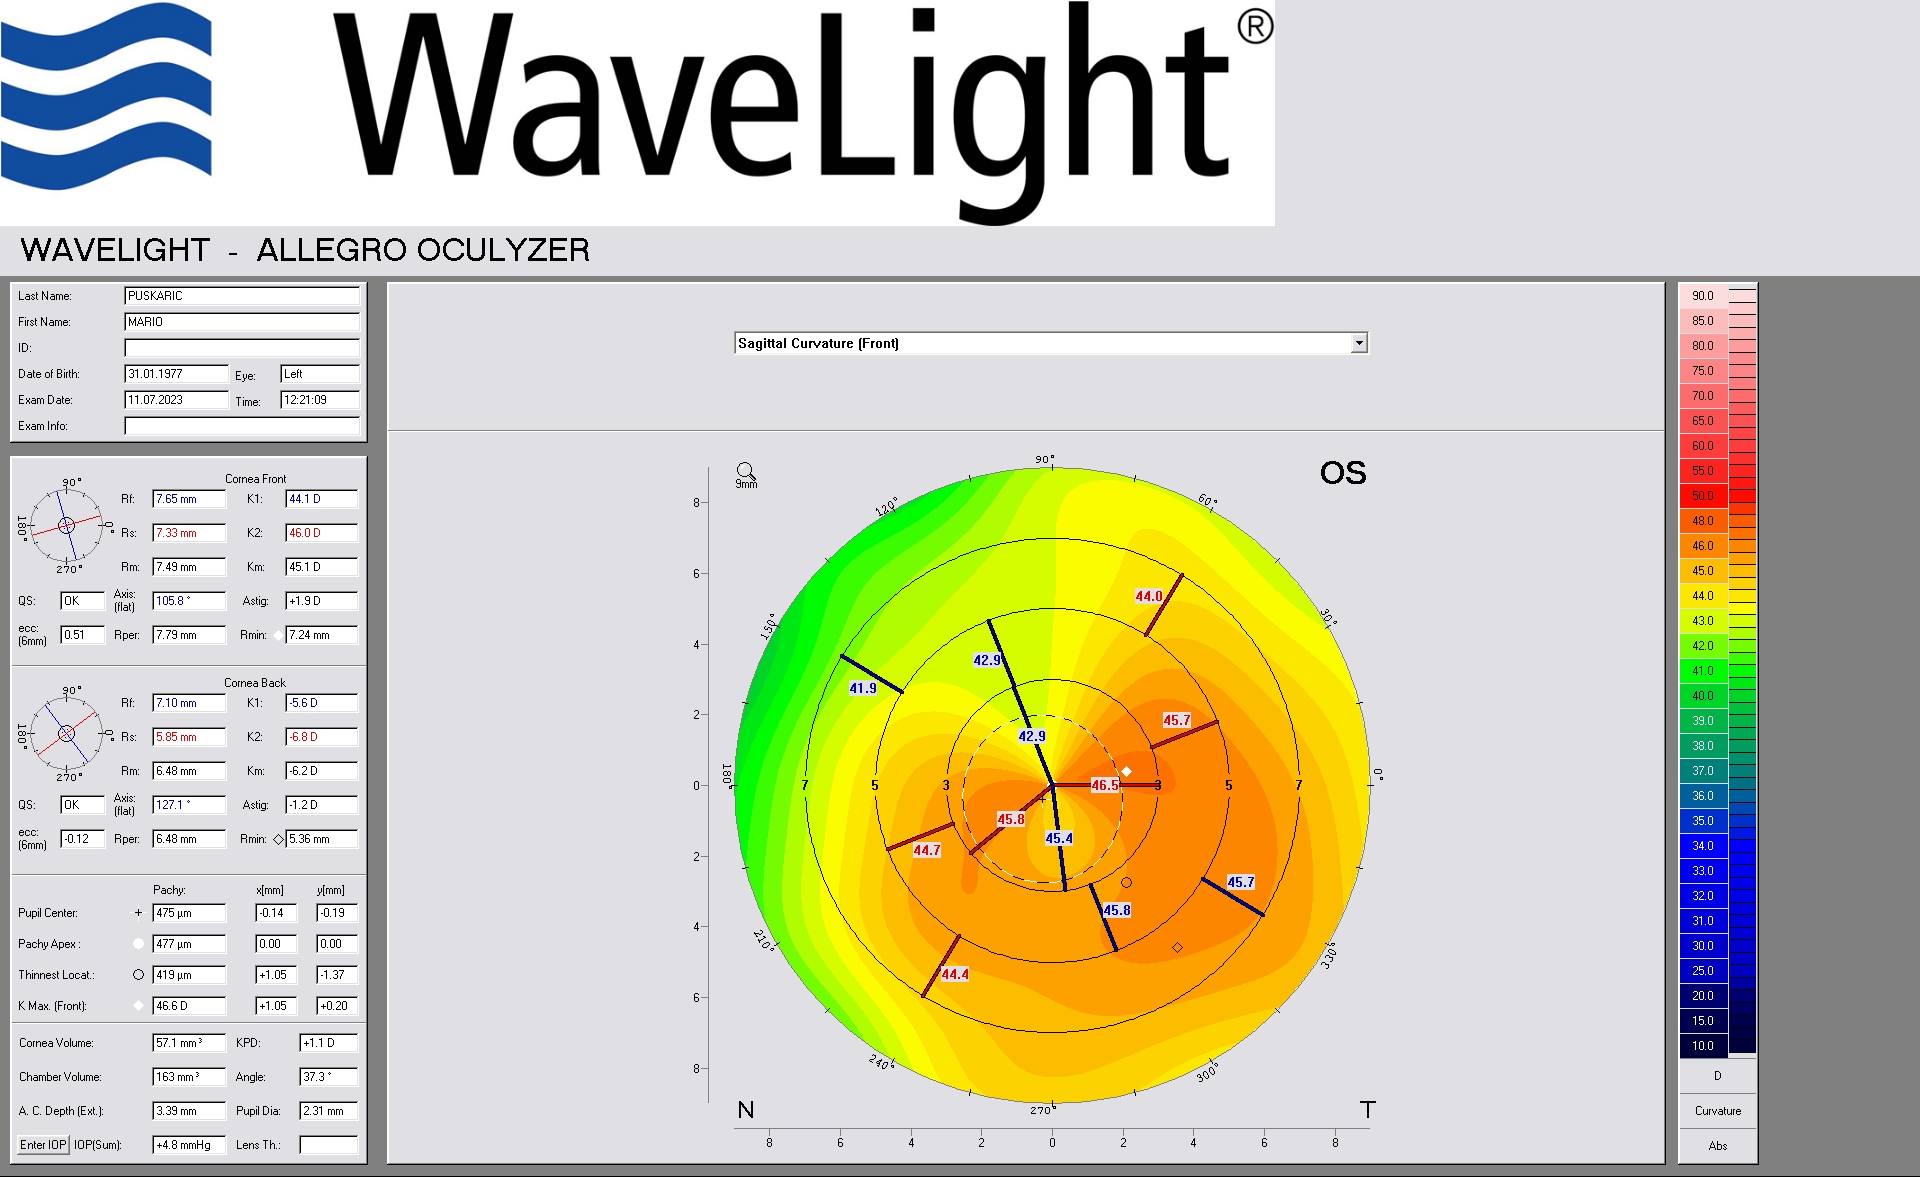 WaveLight®
WAVELIGHT - ALLEGRO OCULYZER
Last Name: PUSKARIC
First Name: MARIO
ID:
Date of Birth: 31.01.1977 Eye: Left
Exam Date: 11.07.2023 Time: 12:21:09
Exam Info:
Cornea Front
90° 180° 0° 270°
Rf: 7.65 mm K1: 44.1 D
Rs: 7.33 mm K2: 46.0 D
Rm: 7.49 mm Km: 45.1 D
QS: OK Axis: (flat) 105.8 ° Astig: +1.9 D
ecc: (6mm) 0.51 Rper: 7.79 mm Rmin: 7.24 mm
Cornea Back
90° 180° 0° 270°
Rf: 7.10 mm K1: -5.6 D
Rs: 5.85 mm K2: -6.8 D
Rm: 6.48 mm Km: -6.2 D
QS: OK Axis: (flat) 127.1 ° Astig: -1.2 D
ecc: (6mm) -0.12 Rper: 6.48 mm Rmin: 5.36 mm
Pachy: x[mm] y[mm]
Pupil Center: + 475 µm -0.14 -0.19
Pachy Apex : 477 µm 0.00 0.00
Thinnest Locat.: 419 µm +1.05 -1.37
K Max. (Front): 46.6 D +1.05 +0.20
Cornea Volume: 57.1 mm³ KPD: +1.1 D
Chamber Volume: 163 mm³ Angle: 37.3 °
A. C. Depth (Ext.): 3.39 mm Pupil Dia: 2.31 mm
Enter IOP IOP(Sum): +4.8 mmHg Lens Th.:
Sagittal Curvature (Front)
9mm
OS
90°
120° 60°
150° 30°
180° 0°
210° 330°
240° 300°
270°
8
6
4
2
0
2
4
6
8
44.0
42.9
41.9
45.7
42.9
7 5 3 46.5 3 5 7
45.8
45.4
44.7
45.7
45.8
44.4
N T
8 6 4 2 0 2 4 6 8
90.0
85.0
80.0
75.0
70.0
65.0
60.0
55.0
50.0
48.0
46.0
45.0
44.0
43.0
42.0
41.0
40.0
39.0
38.0
37.0
36.0
35.0
34.0
33.0
32.0
31.0
30.0
25.0
20.0
15.0
10.0
D
Curvature
Abs